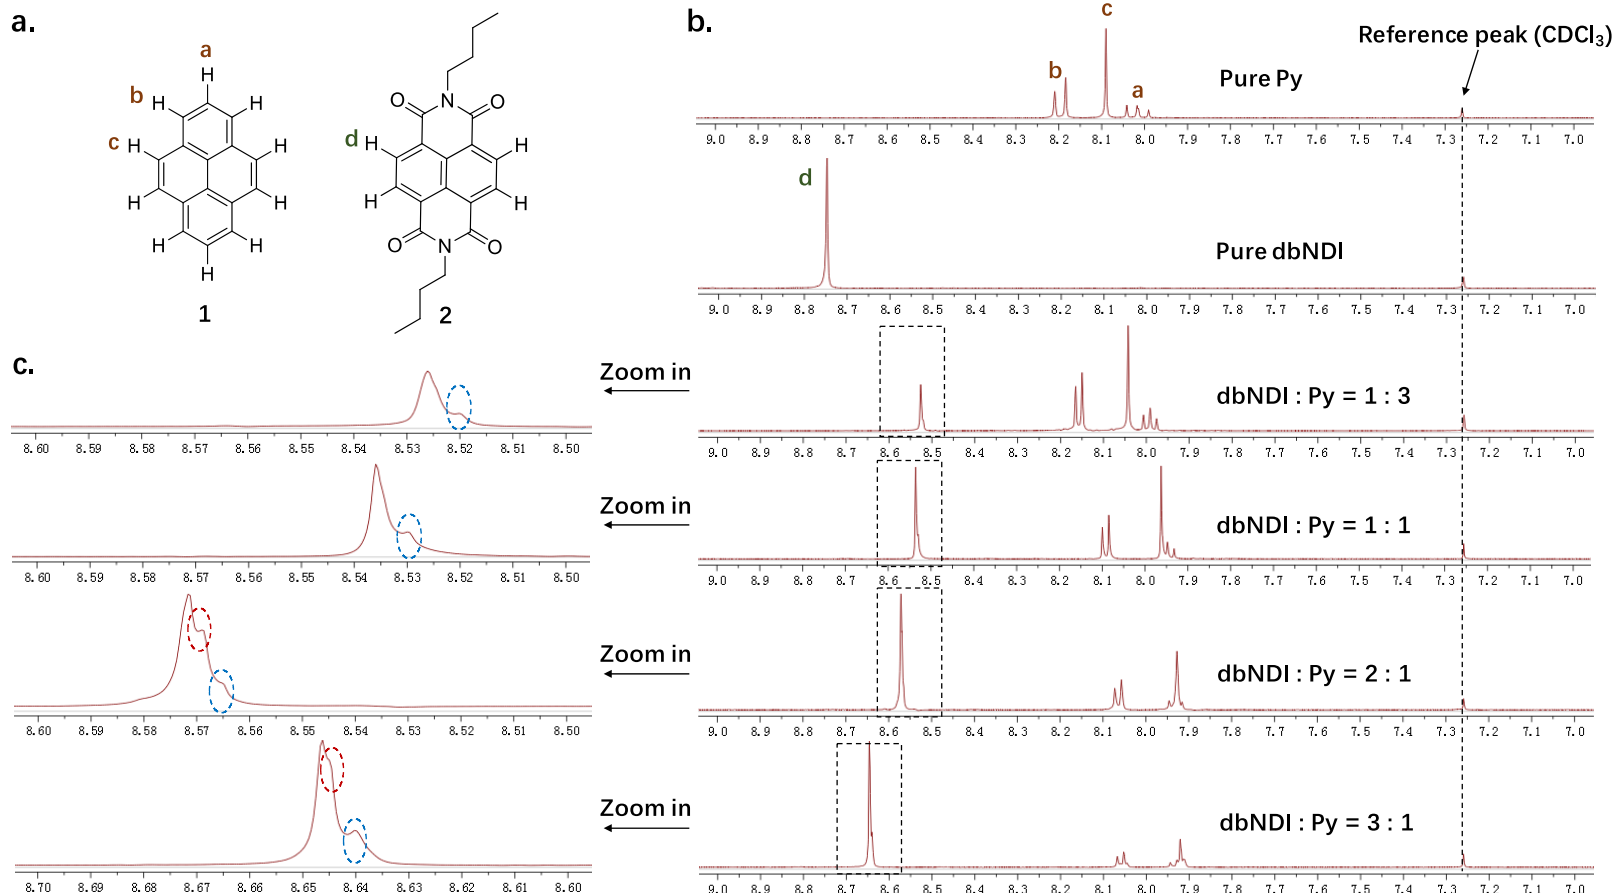 a.
a
H
b H H
c H H
H H
H H
H
1
O N O
d H H
H H
O N O
2
b.
c
b
a
Pure Py
Reference peak (CDCl₃)
9.0 8.9 8.8 8.7 8.6 8.5 8.4 8.3 8.2 8.1 8.0 7.9 7.8 7.7 7.6 7.5 7.4 7.3 7.2 7.1 7.0
d
Pure dbNDI
9.0 8.9 8.8 8.7 8.6 8.5 8.4 8.3 8.2 8.1 8.0 7.9 7.8 7.7 7.6 7.5 7.4 7.3 7.2 7.1 7.0
Zoom in
dbNDI : Py = 1 : 3
9.0 8.9 8.8 8.7 8.6 8.5 8.4 8.3 8.2 8.1 8.0 7.9 7.8 7.7 7.6 7.5 7.4 7.3 7.2 7.1 7.0
Zoom in
dbNDI : Py = 1 : 1
9.0 8.9 8.8 8.7 8.6 8.5 8.4 8.3 8.2 8.1 8.0 7.9 7.8 7.7 7.6 7.5 7.4 7.3 7.2 7.1 7.0
Zoom in
dbNDI : Py = 2 : 1
9.0 8.9 8.8 8.7 8.6 8.5 8.4 8.3 8.2 8.1 8.0 7.9 7.8 7.7 7.6 7.5 7.4 7.3 7.2 7.1 7.0
Zoom in
dbNDI : Py = 3 : 1
9.0 8.9 8.8 8.7 8.6 8.5 8.4 8.3 8.2 8.1 8.0 7.9 7.8 7.7 7.6 7.5 7.4 7.3 7.2 7.1 7.0
c.
8.60 8.59 8.58 8.57 8.56 8.55 8.54 8.53 8.52 8.51 8.50
8.60 8.59 8.58 8.57 8.56 8.55 8.54 8.53 8.52 8.51 8.50
8.60 8.59 8.58 8.57 8.56 8.55 8.54 8.53 8.52 8.51 8.50
8.70 8.69 8.68 8.67 8.66 8.65 8.64 8.63 8.62 8.61 8.60